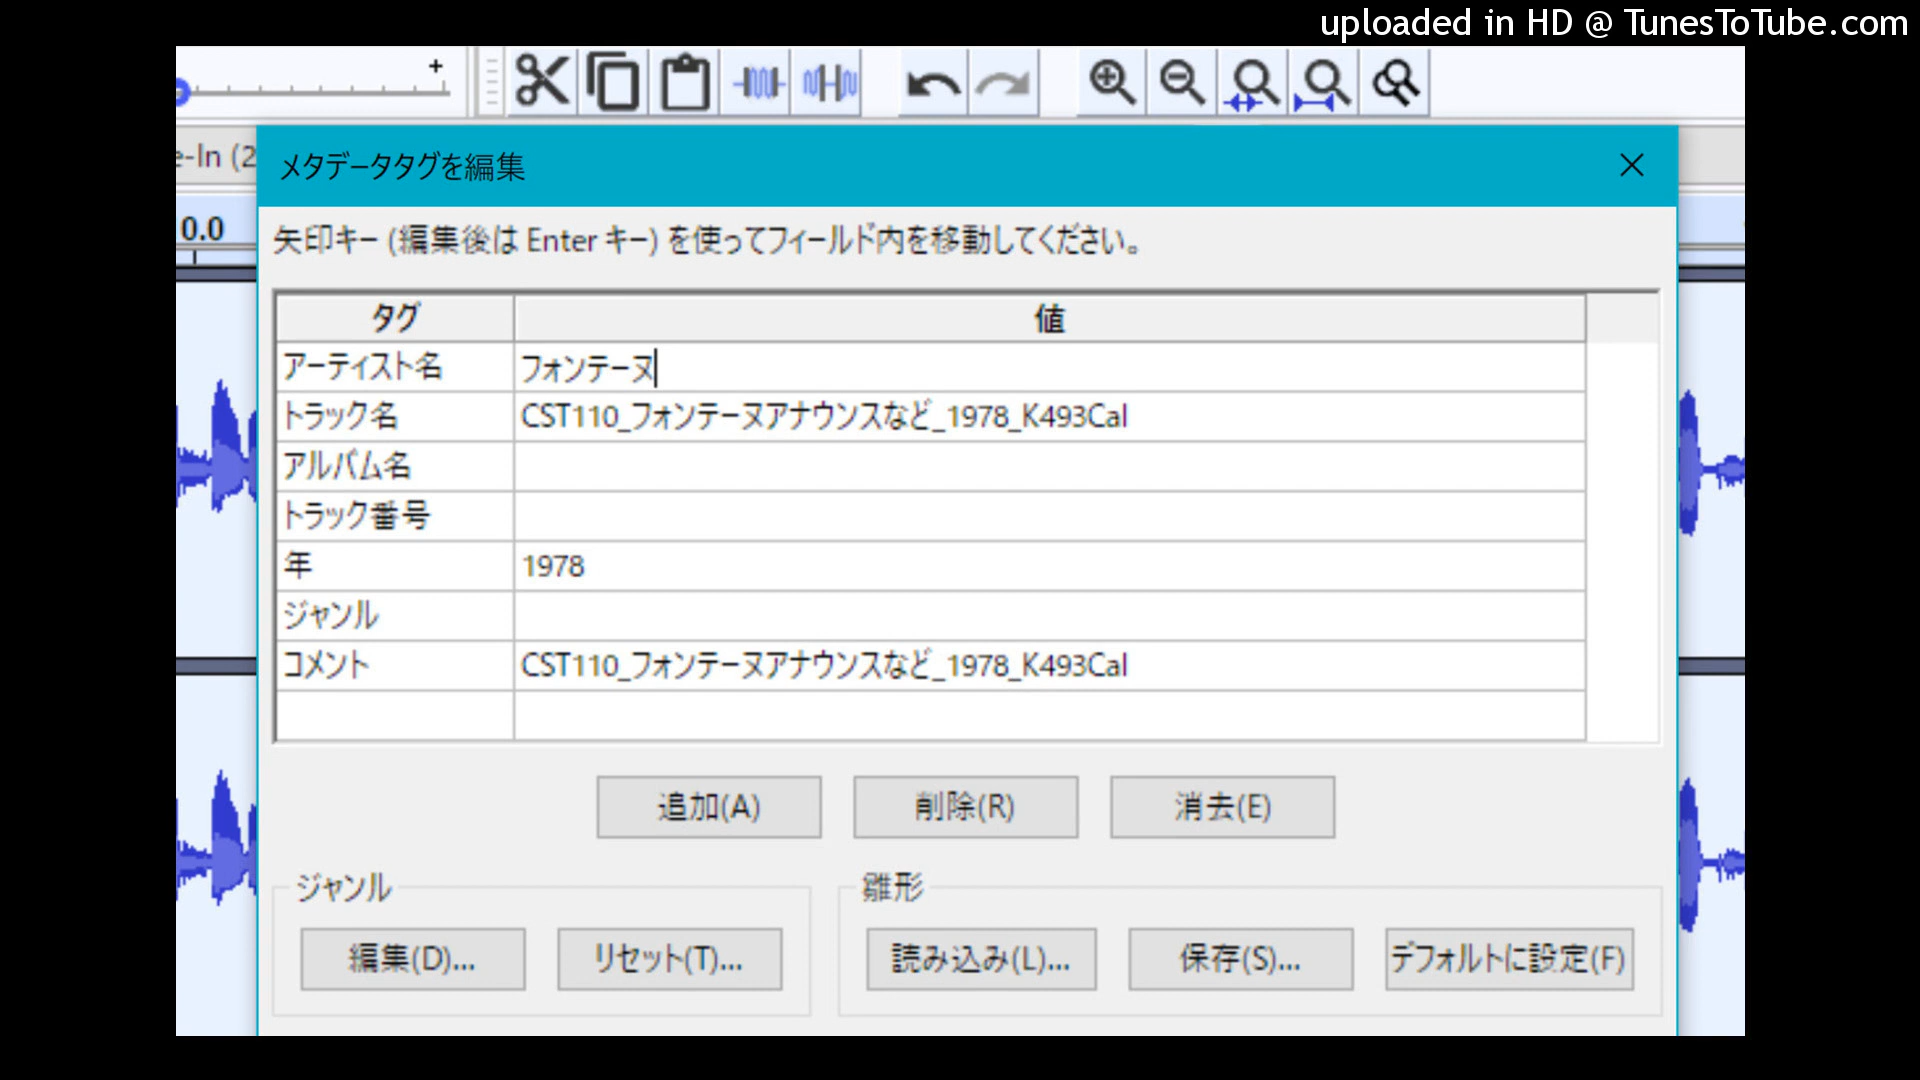 uploaded in HD @ TunesToTube.com
+
e-In (2
メタデータタグを編集
0.0
矢印キー (編集後は Enter キー) を使ってフィールド内を移動してください。
タグ 値
アーティスト名 フォンテーヌ
トラック名 CST110_フォンテーヌアナウンスなど_1978_K493Cal
アルバム名
トラック番号
年 1978
ジャンル
コメント CST110_フォンテーヌアナウンスなど_1978_K493Cal
追加(A) 削除(R) 消去(E)
ジャンル 雛形
編集(D)... リセット(T)... 読み込み(L)... 保存(S)... デフォルトに設定(F)